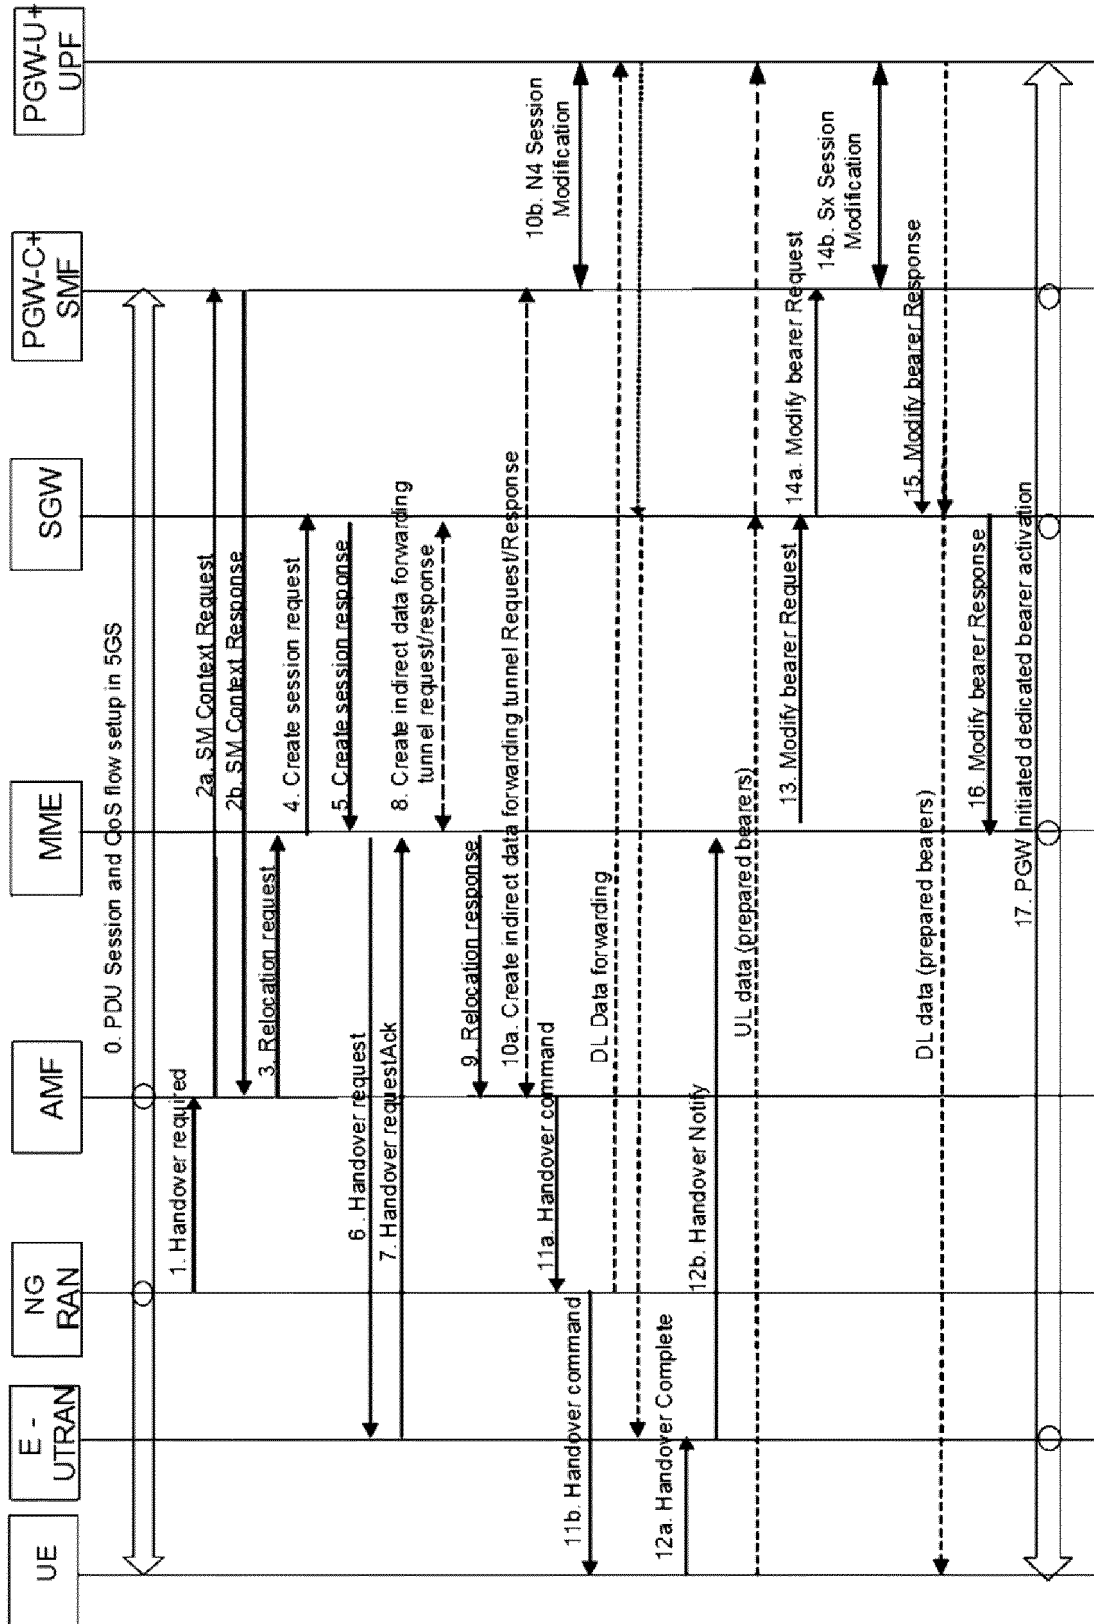 UE
E -
UTRAN
NG
RAN
AMF
MME
SGW
PGW-C+
SMF
PGW-U+
UPF
0. PDU Session and QoS flow setup in 5GS
1. Handover required
2a. SM Context Request
2b. SM Context Response
3. Relocation request
4. Create session request
5. Create session response
6 . Handover request
7. Handover requestAck
8. Create indirect data forwarding
tunnel request/response
9. Relocation response
10a. Create indirect data forwarding tunnel Request/Response
10b. N4 Session
Modification
11a. Handover command
11b. Handover command
DL Data forwarding
12a. Handover Complete
12b. Handover Notify
UL data (prepared bearers)
13. Modify bearer Request
14a. Modify bearer Request
14b. Sx Session
Modification
15. Modify bearer Response
DL data (prepared bearers)
16. Modify bearer Response
17. PGW Initiated dedicated bearer activation